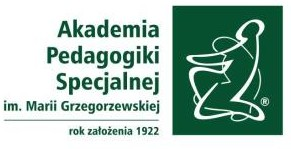 Akademia
Pedagogiki
Specjalnej
im. Marii Grzegorzewskiej
rok założenia 1922
®